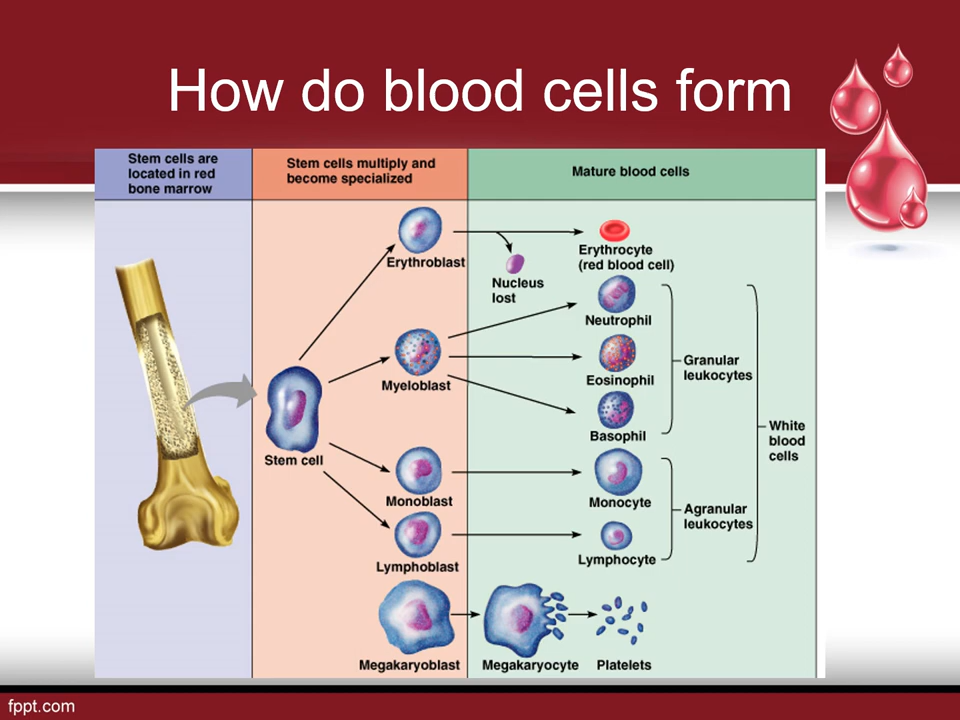 How do blood cells form
Stem cells are
located in red
bone marrow
Stem cells multiply and
become specialized
Mature blood cells
Erythroblast
Nucleus
lost
Erythrocyte
(red blood cell)
Neutrophil
Myeloblast
Eosinophil
Granular
leukocytes
Basophil
White
blood
cells
Stem cell
Monoblast
Monocyte
Agranular
leukocytes
Lymphoblast
Lymphocyte
Megakaryoblast
Megakaryocyte
Platelets
fppt.com